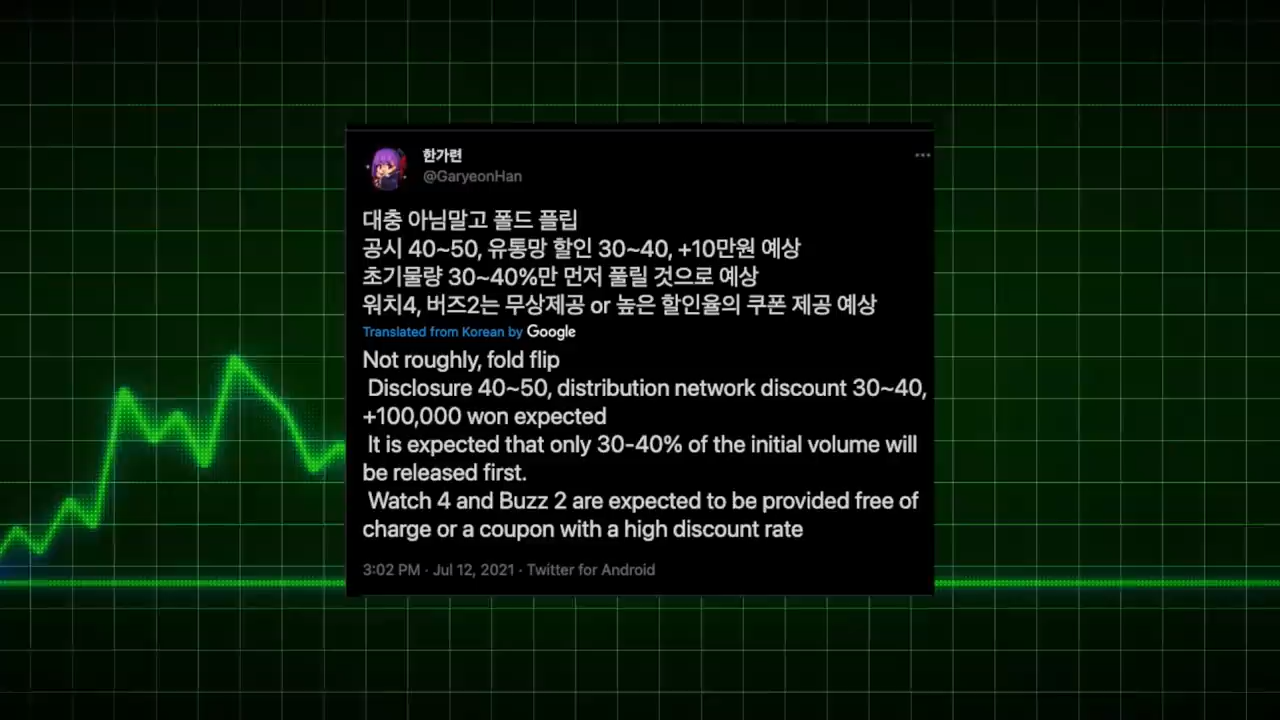 한가련
@GaryeonHan
대충 아님말고 폴드 플립
공시 40~50, 유통망 할인 30~40, +10만원 예상
초기물량 30~40%만 먼저 풀릴 것으로 예상
워치4, 버즈2는 무상제공 or 높은 할인율의 쿠폰 제공 예상
Translated from Korean by Google
Not roughly, fold flip
Disclosure 40~50, distribution network discount 30~40,
+100,000 won expected
It is expected that only 30-40% of the initial volume will
be released first.
Watch 4 and Buzz 2 are expected to be provided free of
charge or a coupon with a high discount rate
3:02 PM · Jul 12, 2021 · Twitter for Android